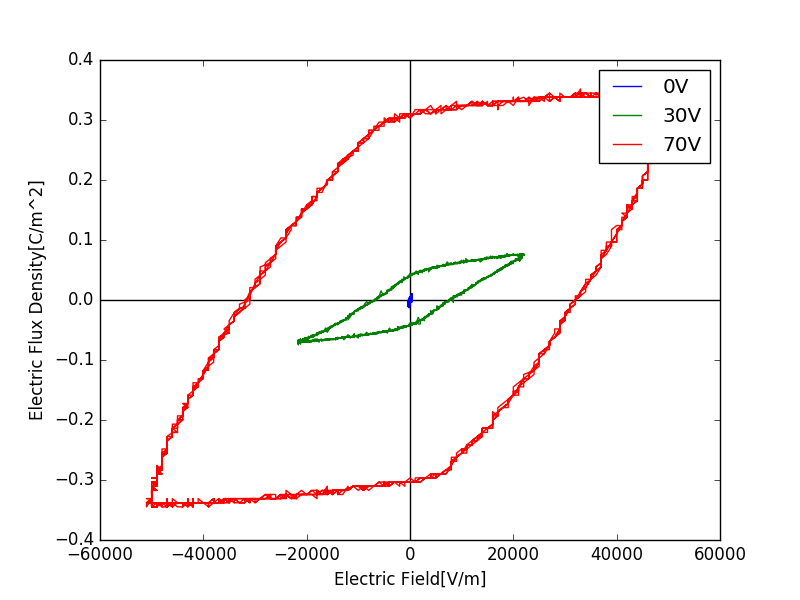 0.4
0.3
0.2
0.1
0.0
−0.1
−0.2
−0.3
−0.4
Electric Flux Density[C/m^2]
0V
30V
70V
−60000 −40000 −20000 0 20000 40000 60000
Electric Field[V/m]